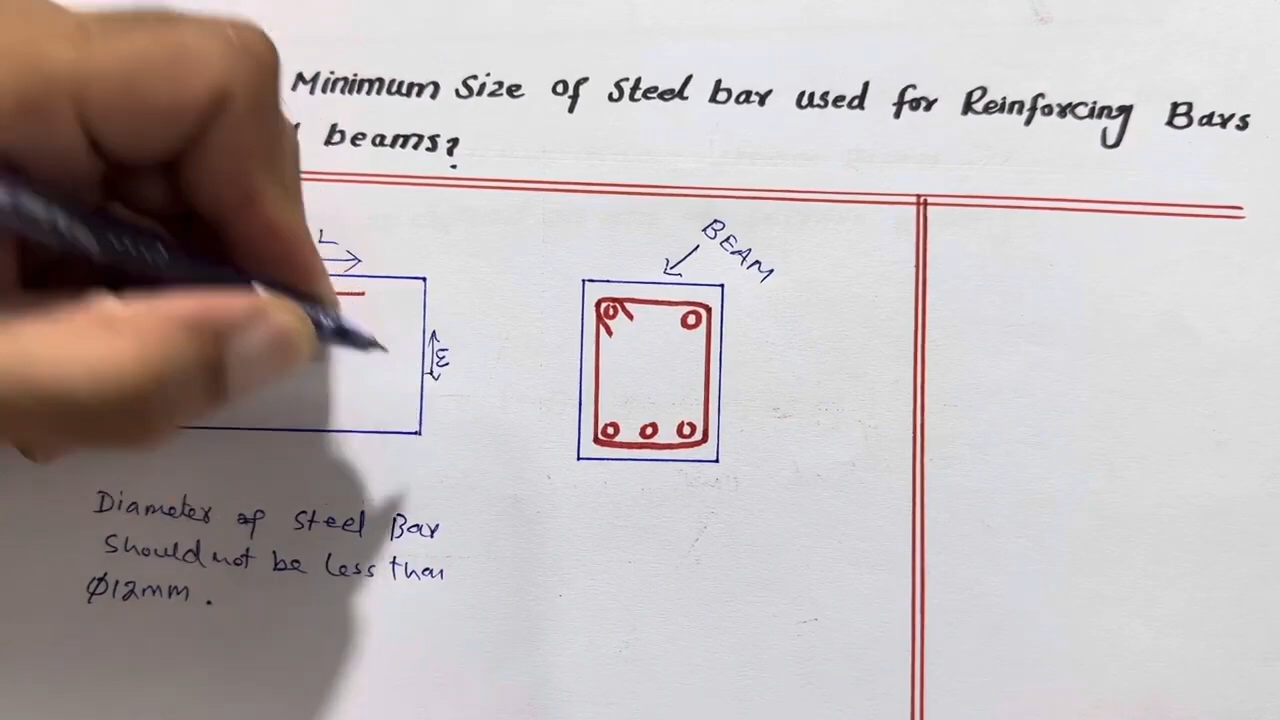 Minimum Size of Steel bar used for Reinforcing Bars
beams?
L
BEAM
W
Diameter of Steel Bar
should not be less than
ϕ12mm.